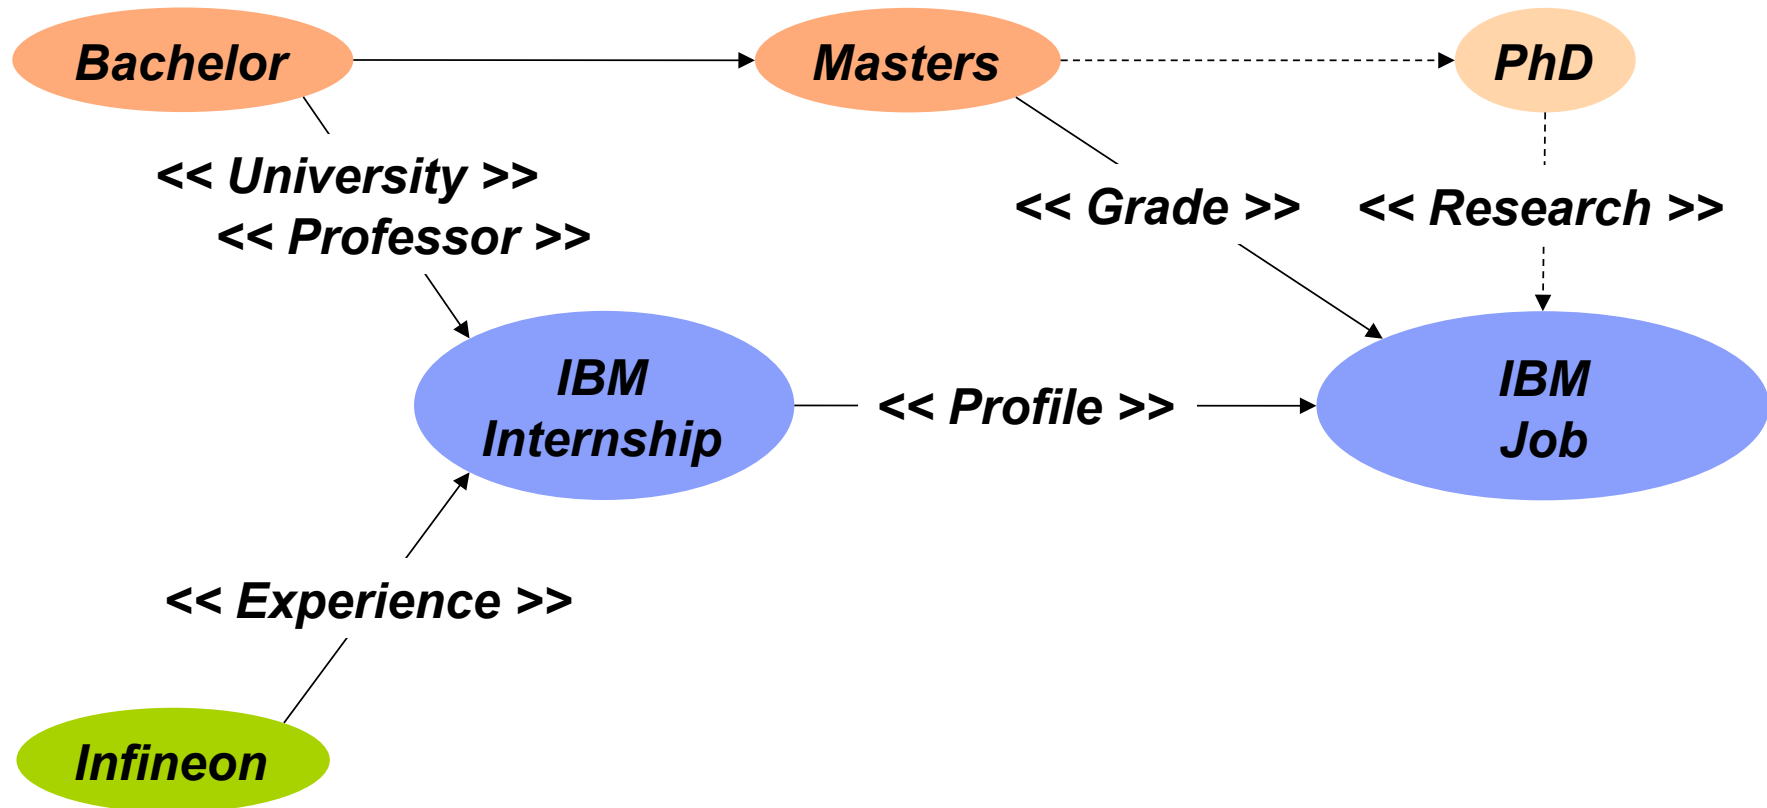 Bachelor
Masters
PhD
<< University >>
<< Professor >>
<< Grade >>
<< Research >>
IBM
Internship
<< Profile >>
IBM
Job
<< Experience >>
Infineon